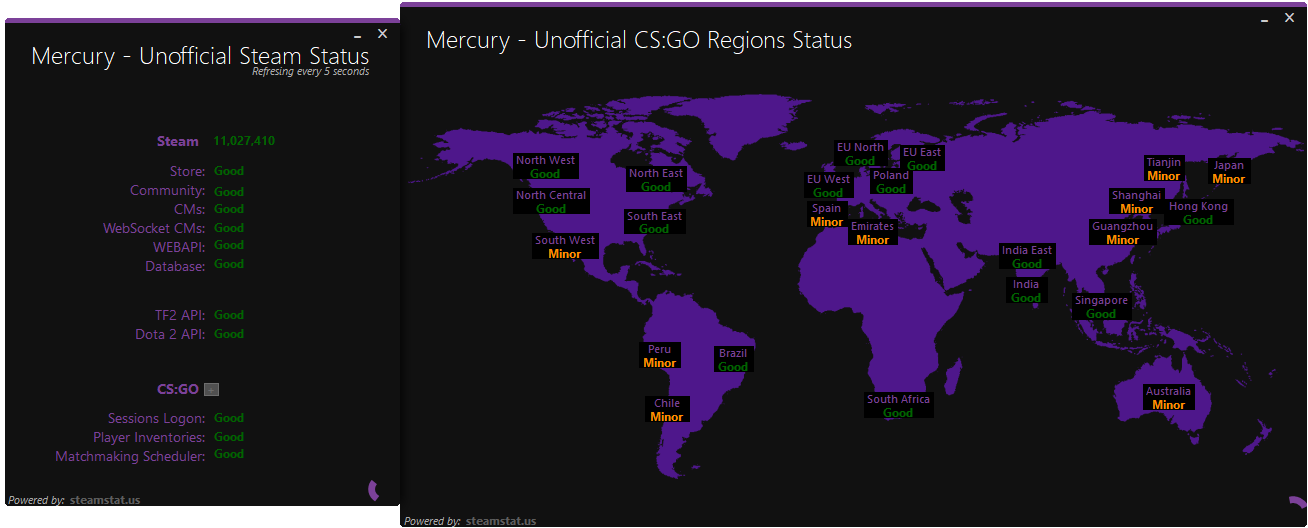 Mercury - Unofficial Steam Status
Refresing every 5 seconds
Steam 11,027,410
Store: Good
Community: Good
CMs: Good
WebSocket CMs: Good
WEBAPI: Good
Database: Good
TF2 API: Good
Dota 2 API: Good
CS:GO +
Sessions Logon: Good
Player Inventories: Good
Matchmaking Scheduler: Good
Powered by: steamstat.us
Mercury - Unofficial CS:GO Regions Status
North West
Good
North East
Good
North Central
Good
South East
Good
South West
Minor
EU North
Good
EU East
Good
EU West
Good
Poland
Good
Spain
Minor
Emirates
Minor
Tianjin
Minor
Japan
Minor
Shanghai
Minor
Hong Kong
Good
Guangzhou
Minor
India East
Good
India
Good
Singapore
Good
Peru
Minor
Brazil
Good
Chile
Minor
South Africa
Good
Australia
Minor
Powered by: steamstat.us